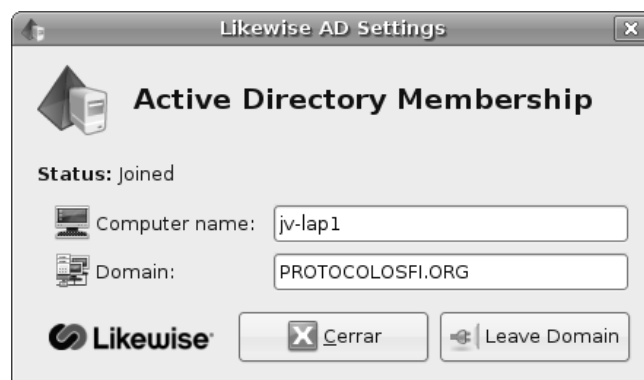 Likewise AD Settings
Active Directory Membership
Status: Joined
Computer name: jv-lap1
Domain: PROTOCOLOSFI.ORG
Likewise Cerrar Leave Domain